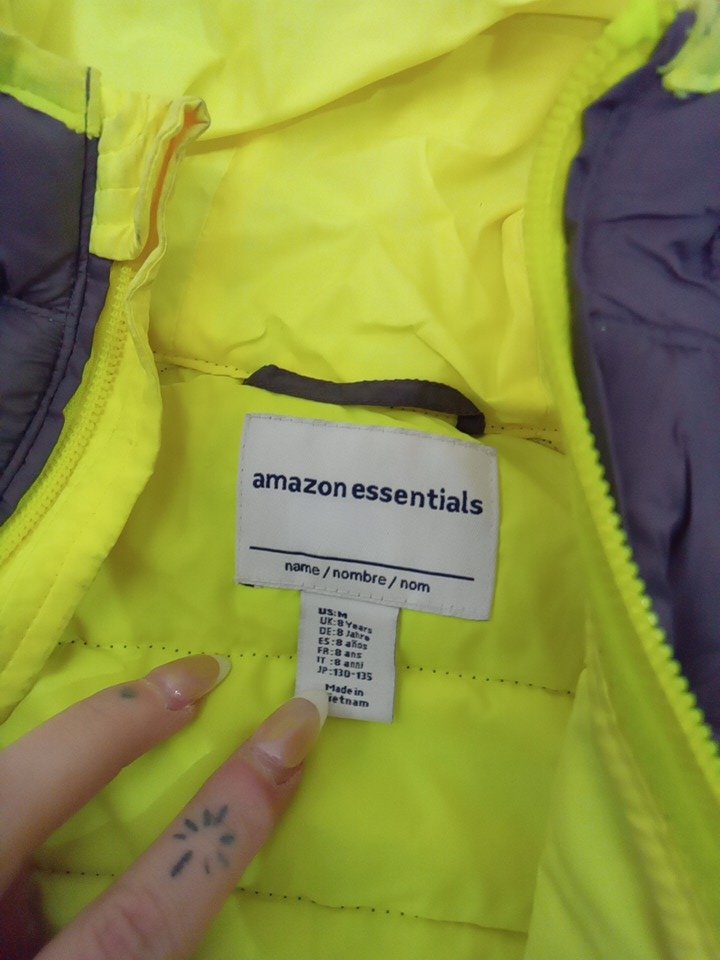 amazon essentials
name / nombre / nom
US: M
UK: 8 Years
DE: 8 Jahre
ES: 8 años
FR: 8 ans
IT : 8 anni
JP: 130-135
Made in
ietnam